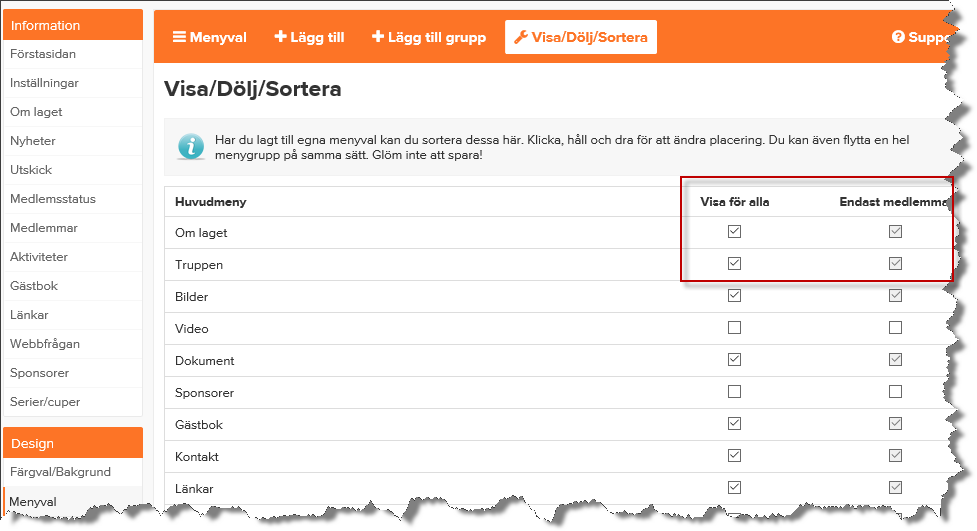 Information
Förstasidan
Inställningar
Om laget
Nyheter
Utskick
Medlemsstatus
Medlemmar
Aktiviteter
Gästbok
Länkar
Webbfrågan
Sponsorer
Serier/cuper
Design
Färgval/Bakgrund
Menyval
Menyval
Lägg till
Lägg till grupp
Visa/Dölj/Sortera
Suppo
Visa/Dölj/Sortera
Har du lagt till egna menyval kan du sortera dessa här. Klicka, håll och dra för att ändra placering. Du kan även flytta en hel
menygrupp på samma sätt. Glöm inte att spara!
Huvudmeny Visa för alla Endast medlemma
Om laget
Truppen
Bilder
Video
Dokument
Sponsorer
Gästbok
Kontakt
Länkar